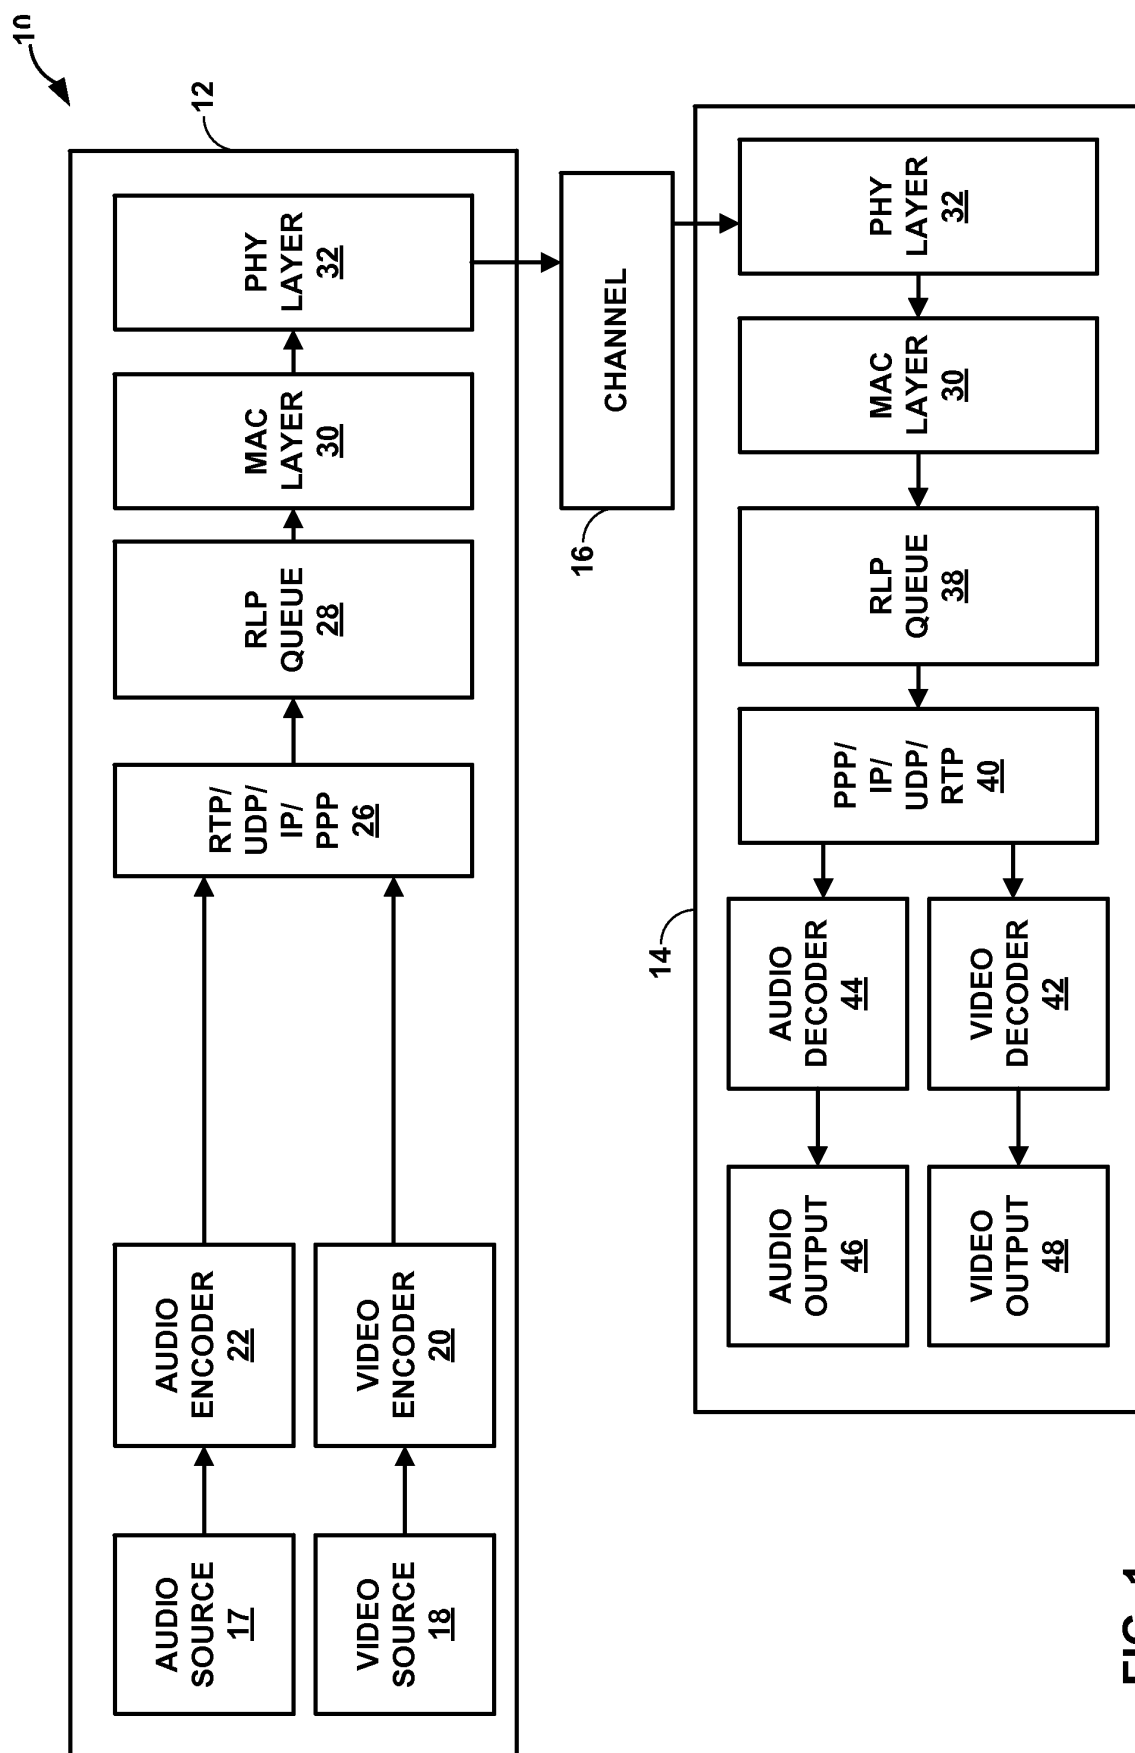 10
12
AUDIO
SOURCE
17
AUDIO
ENCODER
22
VIDEO
SOURCE
18
VIDEO
ENCODER
20
RTP/
UDP/
IP/
PPP
26
RLP
QUEUE
28
MAC
LAYER
30
PHY
LAYER
32
16
CHANNEL
14
AUDIO
OUTPUT
46
AUDIO
DECODER
44
VIDEO
OUTPUT
48
VIDEO
DECODER
42
PPP/
IP/
UDP/
RTP
40
RLP
QUEUE
38
MAC
LAYER
30
PHY
LAYER
32
FIG. 1